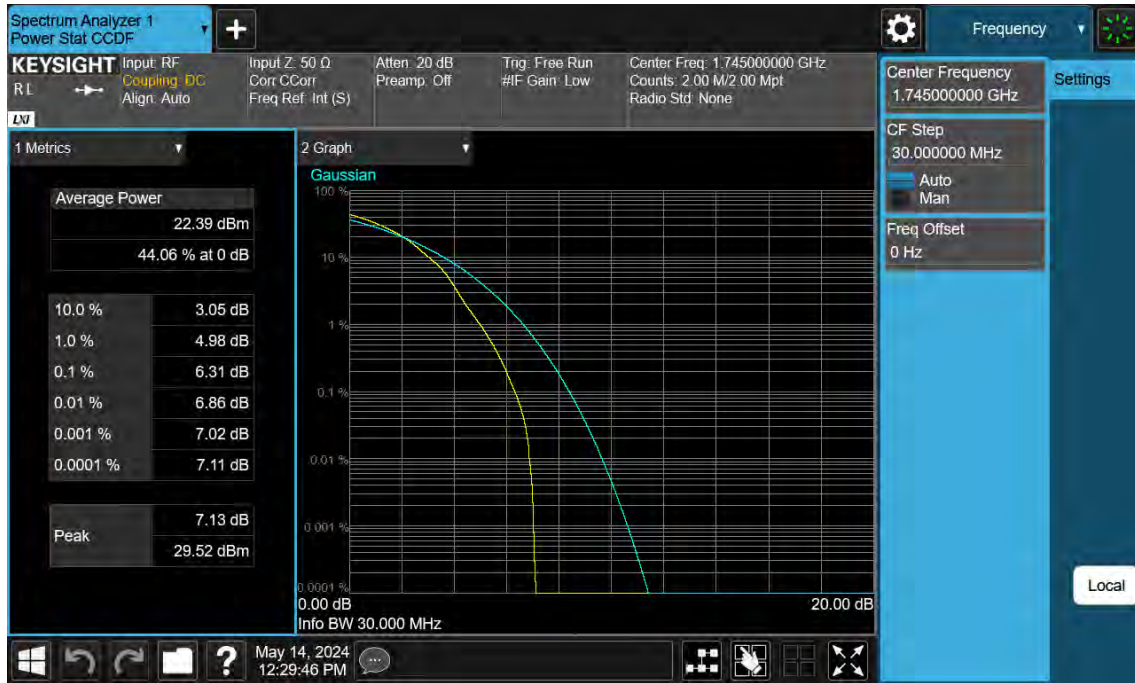 Spectrum Analyzer 1
Power Stat CCDF
Frequency
KEYSIGHT
R L
LXI
Input: RF
Coupling: DC
Align: Auto
Input Z: 50 Ω
Corr CCorr
Freq Ref: Int (S)
Atten: 20 dB
Preamp: Off
Trig: Free Run
#IF Gain: Low
Center Freq: 1.745000000 GHz
Counts: 2.00 M/2.00 Mpt
Radio Std: None
Center Frequency
1.745000000 GHz
Settings
CF Step
30.000000 MHz
Auto
Man
Freq Offset
0 Hz
1 Metrics
Average Power
22.39 dBm
44.06 % at 0 dB
10.0 % 3.05 dB
1.0 % 4.98 dB
0.1 % 6.31 dB
0.01 % 6.86 dB
0.001 % 7.02 dB
0.0001 % 7.11 dB
Peak 7.13 dB
29.52 dBm
2 Graph
Gaussian
100 %
10 %
1 %
0.1 %
0.01 %
0.001 %
0.0001 %
0.00 dB 20.00 dB
Info BW 30.000 MHz
Local
?
May 14, 2024
12:29:46 PM